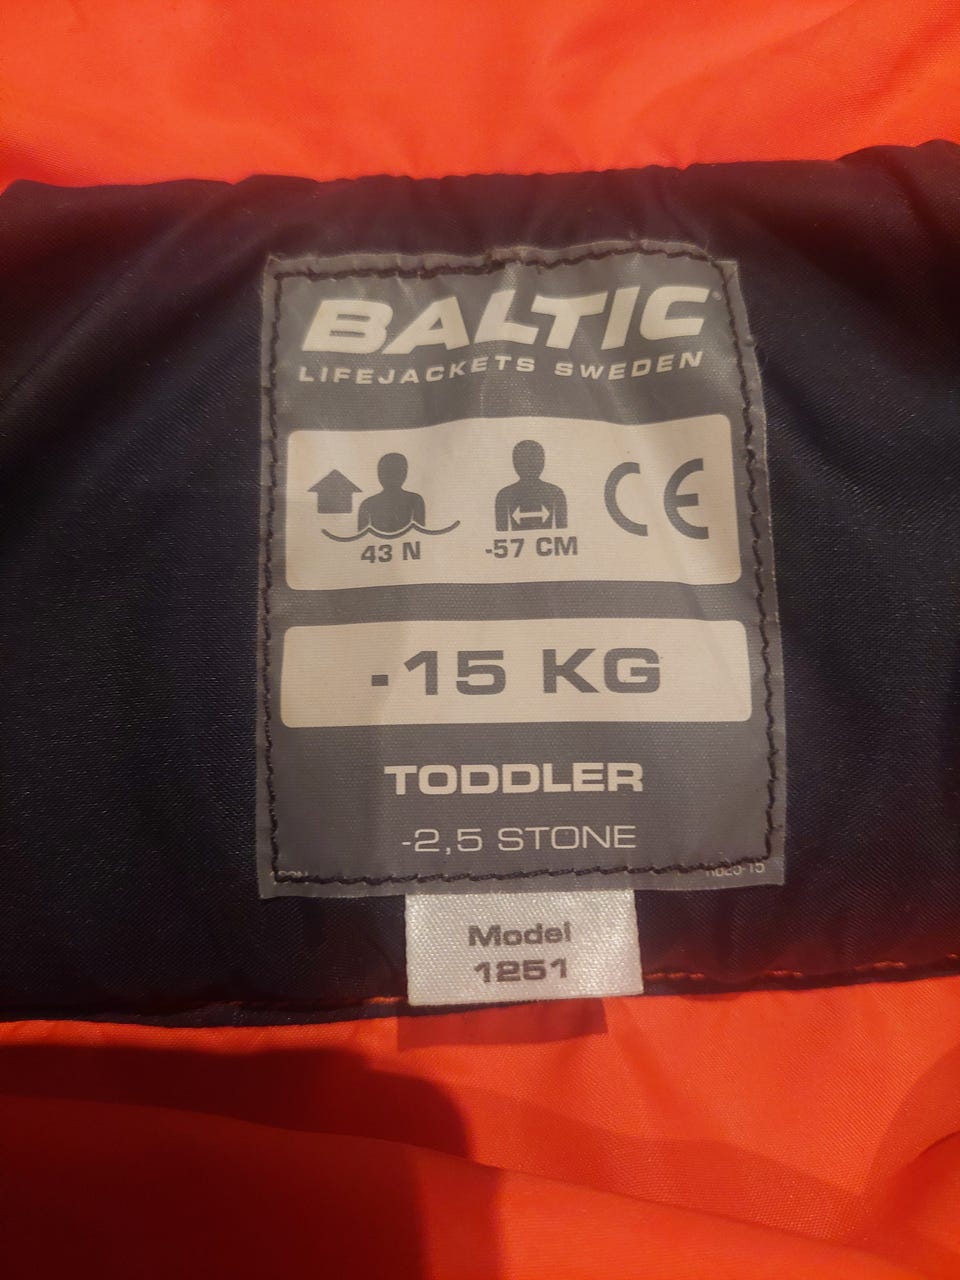 BALTIC
LIFEJACKETS SWEDEN
43 N
-57 CM
CE
-15 KG
TODDLER
-2,5 STONE
Model
1251